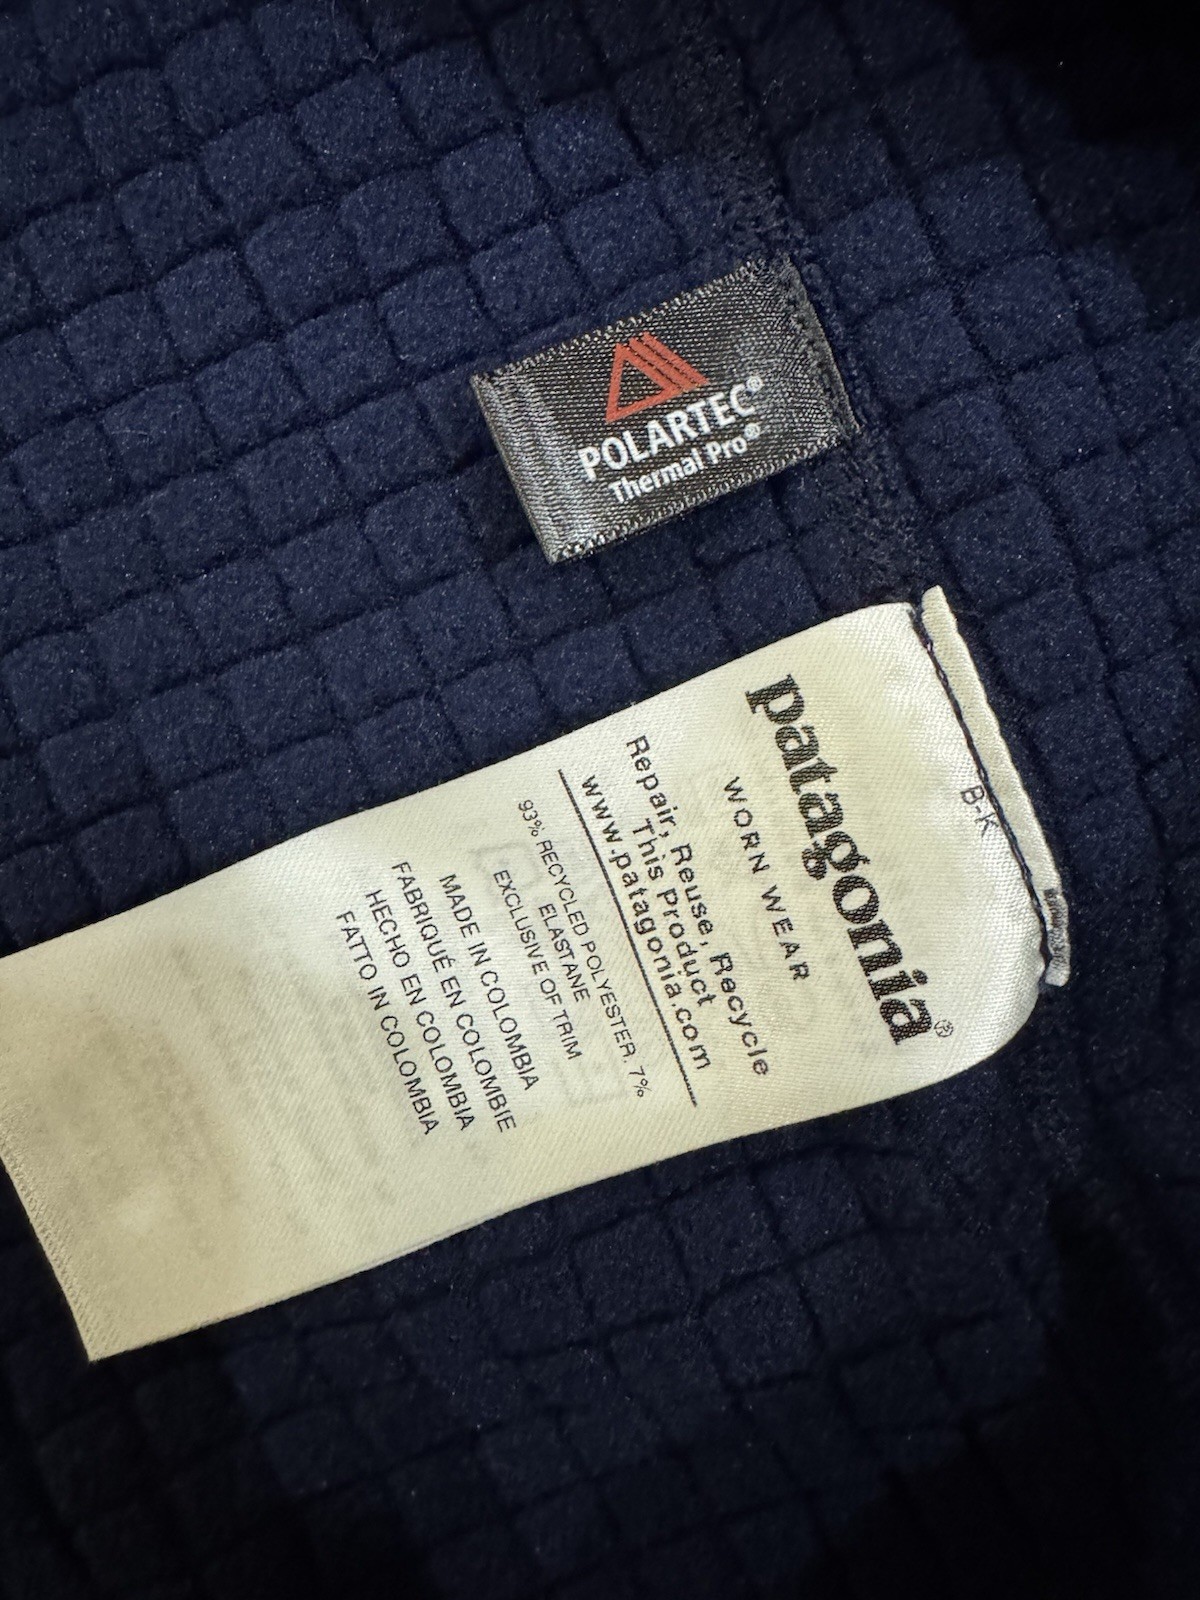 POLARTEC®
Thermal Pro®
B-K
patagonia®
WORN WEAR
Repair, Reuse, Recycle
This Product
www.patagonia.com
93% RECYCLED POLYESTER. 7%
ELASTANE
EXCLUSIVE OF TRIM
MADE IN COLOMBIA
FABRIQUÉ EN COLOMBIE
HECHO EN COLOMBIA
FATTO IN COLOMBIA